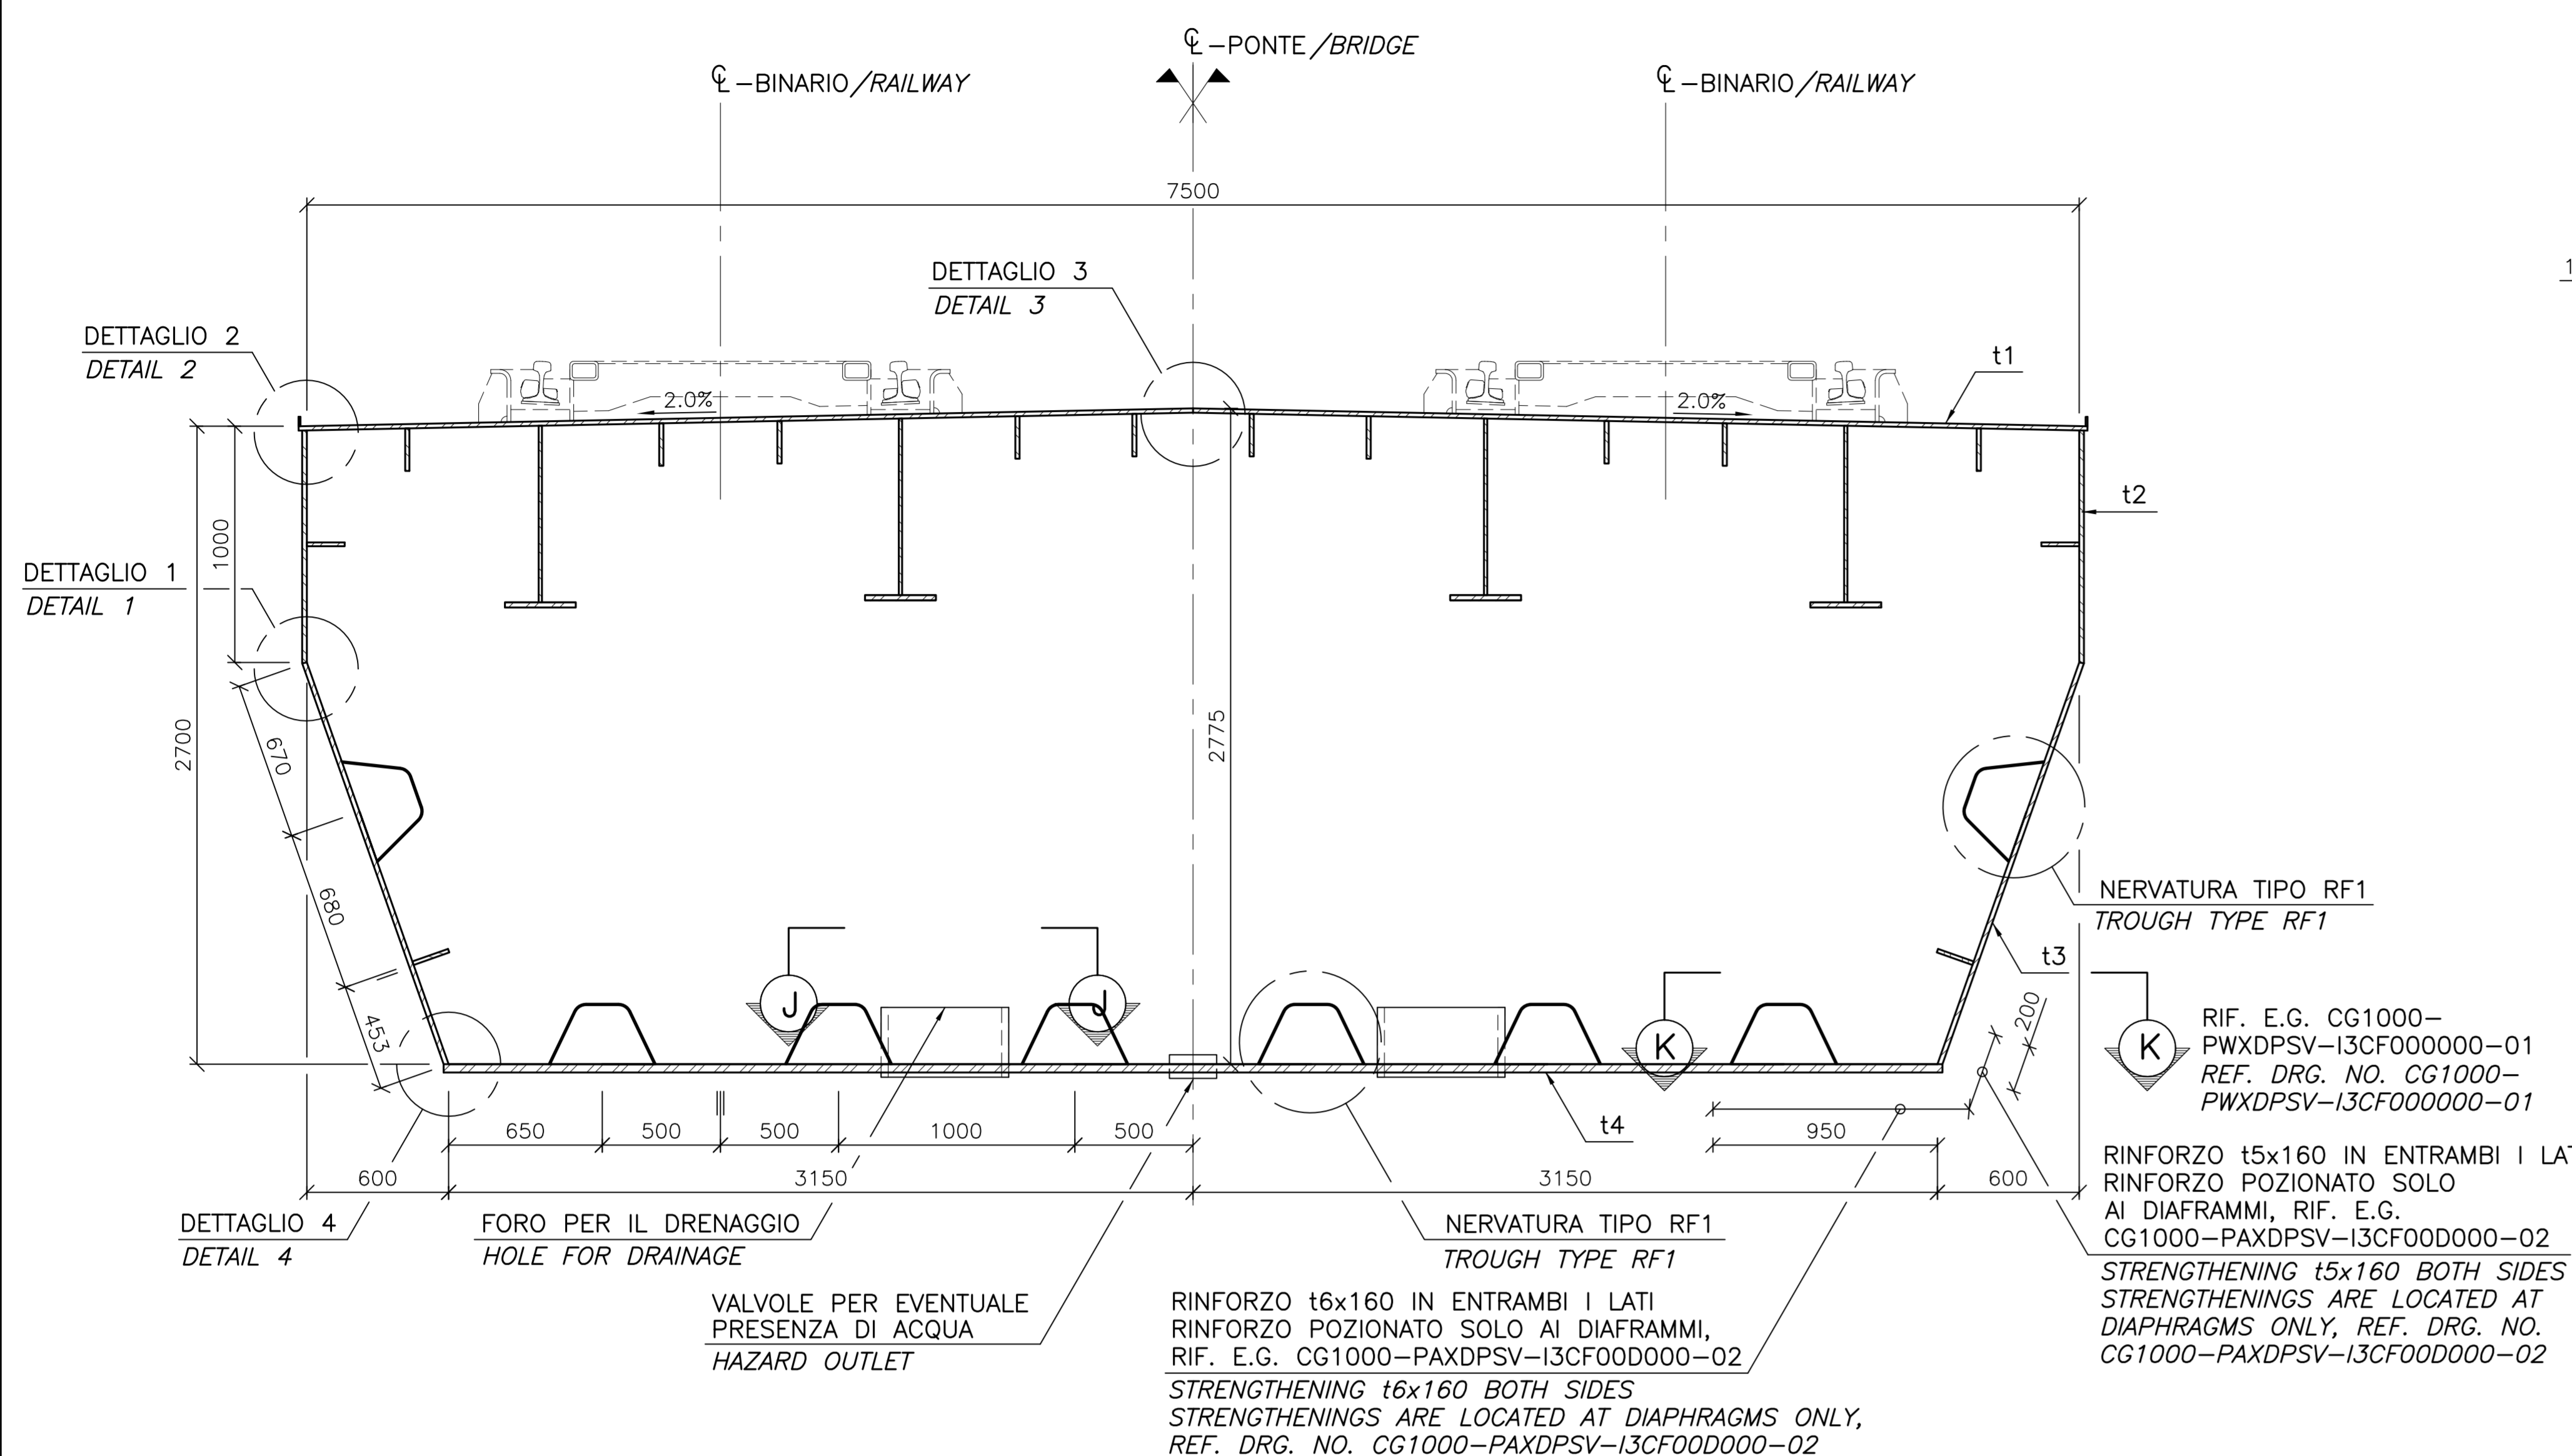 ℄-PONTE/BRIDGE
℄-BINARIO/RAILWAY
℄-BINARIO/RAILWAY
7500
DETTAGLIO 3
DETAIL 3
DETTAGLIO 2
DETAIL 2
t1
2.0%
2.0%
t2
1000
DETTAGLIO 1
DETAIL 1
2700
2775
670
680
453
NERVATURA TIPO RF1
TROUGH TYPE RF1
t3
J
J
K
K
200
RIF. E.G. CG1000-
PWXDPSV-I3CF000000-01
REF. DRG. NO. CG1000-
PWXDPSV-I3CF000000-01
650
500
500
1000
500
t4
950
600
3150
3150
600
RINFORZO t5x160 IN ENTRAMBI I
RINFORZO POZIONATO SOLO
AI DIAFRAMMI, RIF. E.G.
CG1000-PAXDPSV-I3CF00D000-02
STRENGTHENING t5x160 BOTH SIDES
STRENGTHENINGS ARE LOCATED AT
DIAPHRAGMS ONLY, REF. DRG. NO.
CG1000-PAXDPSV-I3CF00D000-02
DETTAGLIO 4
DETAIL 4
FORO PER IL DRENAGGIO
HOLE FOR DRAINAGE
NERVATURA TIPO RF1
TROUGH TYPE RF1
VALVOLE PER EVENTUALE
PRESENZA DI ACQUA
HAZARD OUTLET
RINFORZO t6x160 IN ENTRAMBI I LATI
RINFORZO POZIONATO SOLO AI DIAFRAMMI,
RIF. E.G. CG1000-PAXDPSV-I3CF00D000-02
STRENGTHENING t6x160 BOTH SIDES
STRENGTHENINGS ARE LOCATED AT DIAPHRAGMS ONLY,
REF. DRG. NO. CG1000-PAXDPSV-I3CF00D000-02